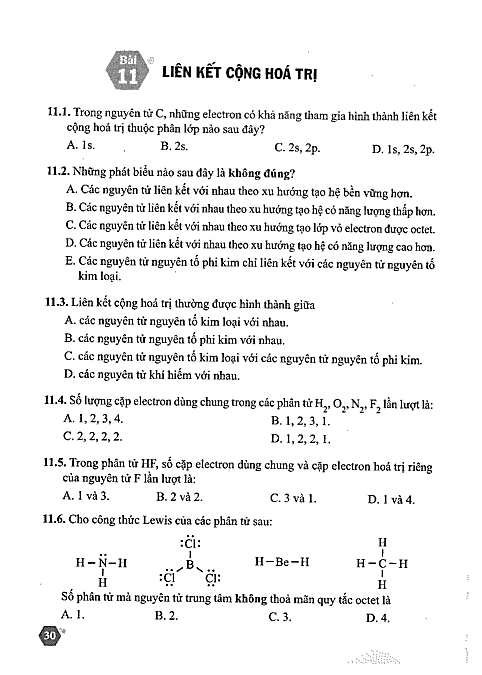 Bài
11
LIÊN KẾT CỘNG HOÁ TRỊ
11.1. Trong nguyên tử C, những electron có khả năng tham gia hình thành liên kết
cộng hoá trị thuộc phân lớp nào sau đây?
A. 1s. B. 2s. C. 2s, 2p. D. 1s, 2s, 2p.
11.2. Những phát biểu nào sau đây là không đúng?
A. Các nguyên tử liên kết với nhau theo xu hướng tạo hệ bền vững hơn.
B. Các nguyên tử liên kết với nhau theo xu hướng tạo hệ có năng lượng thấp hơn.
C. Các nguyên tử liên kết với nhau theo xu hướng tạo lớp vỏ electron được octet.
D. Các nguyên tử liên kết với nhau theo xu hướng tạo hệ có năng lượng cao hơn.
E. Các nguyên tử nguyên tố phi kim chỉ liên kết với các nguyên tử nguyên tố
kim loại.
11.3. Liên kết cộng hoá trị thường được hình thành giữa
A. các nguyên tử nguyên tố kim loại với nhau.
B. các nguyên tử nguyên tố phi kim với nhau.
C. các nguyên tử nguyên tố kim loại với các nguyên tử nguyên tố phi kim.
D. các nguyên tử khí hiếm với nhau.
11.4. Số lượng cặp electron dùng chung trong các phân tử H₂, O₂, N₂, F₂ lần lượt là:
A. 1, 2, 3, 4. B. 1, 2, 3, 1.
C. 2, 2, 2, 2. D. 1, 2, 2, 1.
11.5. Trong phân tử HF, số cặp electron dùng chung và cặp electron hoá trị riêng
của nguyên tử F lần lượt là:
A. 1 và 3. B. 2 và 2. C. 3 và 1. D. 1 và 4.
11.6. Cho công thức Lewis của các phân tử sau:
:Cl: H
H–N–H B H–Be–H H–C–H
H :Cl Cl: H
Số phân tử mà nguyên tử trung tâm không thoả mãn quy tắc octet là
A. 1. B. 2. C. 3. D. 4.
30